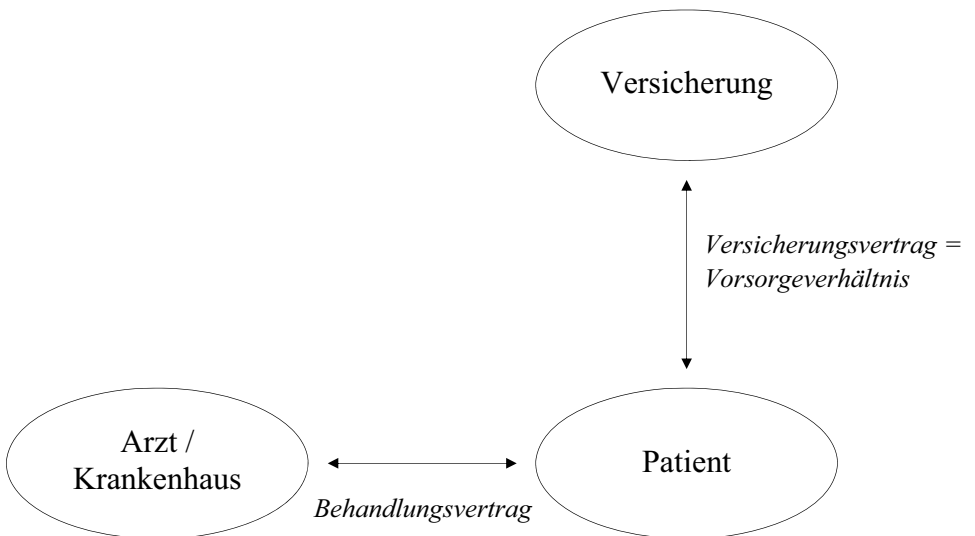 Versicherung
Versicherungsvertrag =
Vorsorgeverhältnis
Arzt /
Krankenhaus
Patient
Behandlungsvertrag